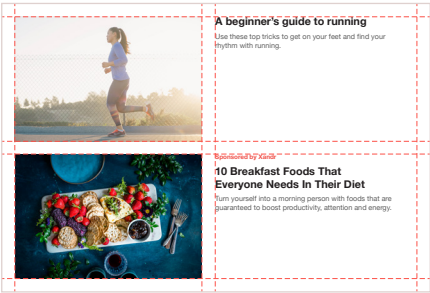 A beginner's guide to running
Use these top tricks to get on your feet and find your
rhythm with running.
Sponsored by Xandr
10 Breakfast Foods That
Everyone Needs In Their Diet
Turn yourself into a morning person with foods that are
guaranteed to boost productivity, attention and energy.